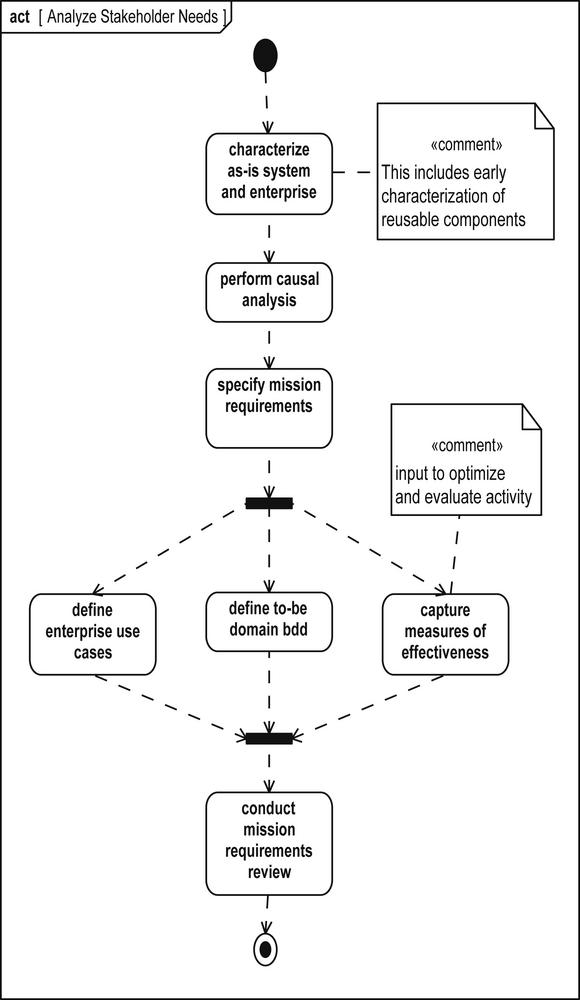 act [ Analyze Stakeholder Needs ]
characterize
as-is system
and enterprise
«comment»
This includes early
characterization of
reusable components
perform causal
analysis
specify mission
requirements
«comment»
input to optimize
and evaluate activity
define
enterprise use
cases
define to-be
domain bdd
capture
measures of
effectiveness
conduct
mission
requirements
review